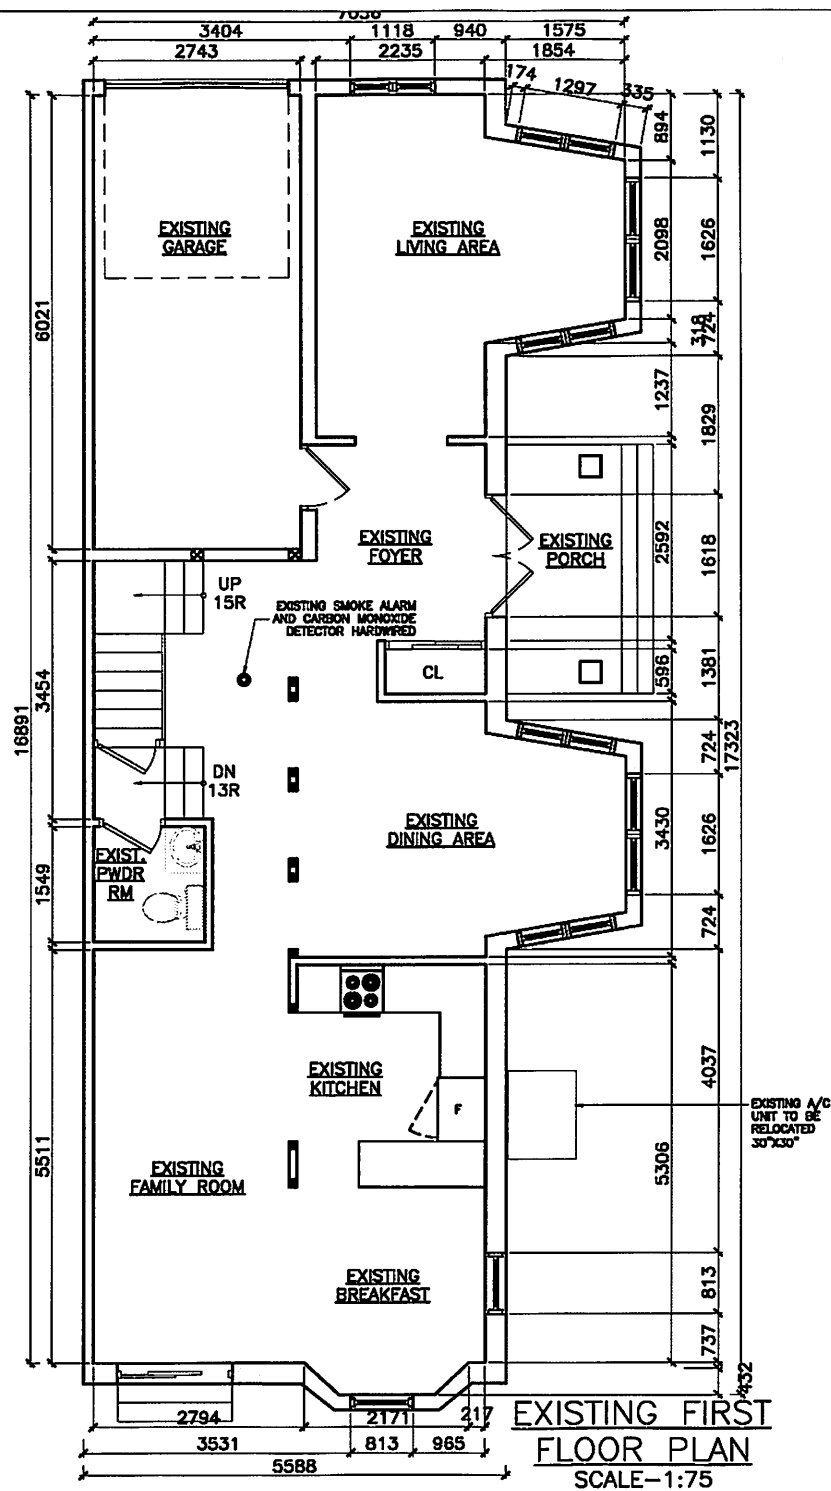 7036
3404
1118
940
1575
2743
2235
1854
174
1297
335
894
1130
EXISTING
GARAGE
EXISTING
LIVING AREA
2098
1626
6021
318
724
1237
1829
EXISTING
FOYER
EXISTING
PORCH
2592
1618
UP
15R
EXISTING SMOKE ALARM
AND CARBON MONOXIDE
DETECTOR HARDWIRED
CL
596
1381
3454
16891
724
17323
DN
13R
EXISTING
DINING AREA
3430
1626
EXIST.
PWDR
RM
1549
724
EXISTING
KITCHEN
F
4037
EXISTING A/C
UNIT TO BE
RELOCATED
30"X30"
5511
5306
EXISTING
FAMILY ROOM
EXISTING
BREAKFAST
813
737
432
2794
2171
217
3531
813
965
5588
EXISTING FIRST
FLOOR PLAN
SCALE-1:75